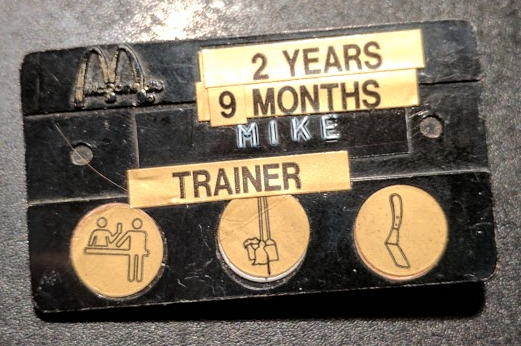 2 YEARS
9 MONTHS
MIKE
TRAINER